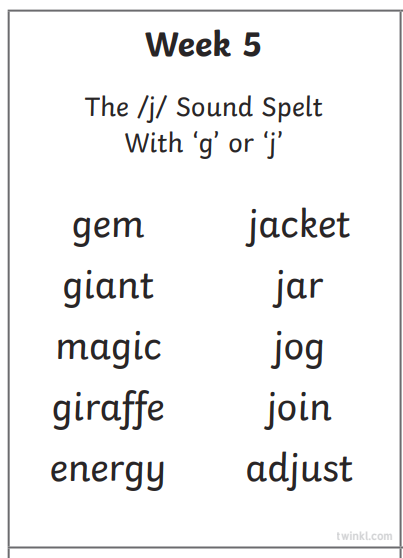 Week 5
The /j/ Sound Spelt
With ‘g’ or ‘j’
gem jacket
giant jar
magic jog
giraffe join
energy adjust
twinkl.com